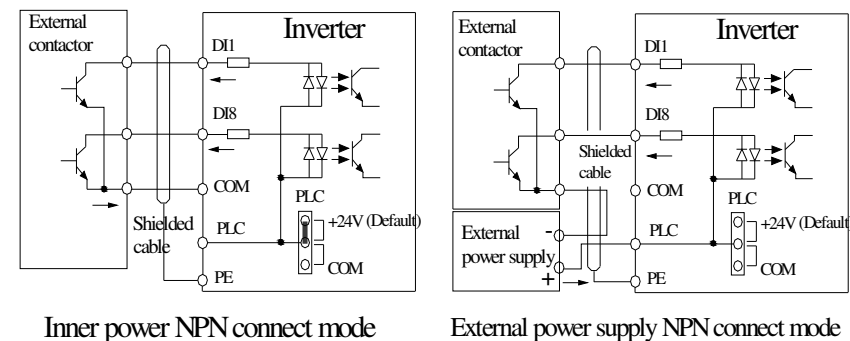 External
contactor
Inverter
DI1
DI8
COM
PLC
PLC
+24V (Default)
COM
Shielded
cable
PE
Inner power NPN connect mode
External
contactor
Inverter
DI1
DI8
Shielded
cable
COM
PLC
PLC
+24V (Default
COM
External
power supply
-
+
PE
External power supply NPN connect mode